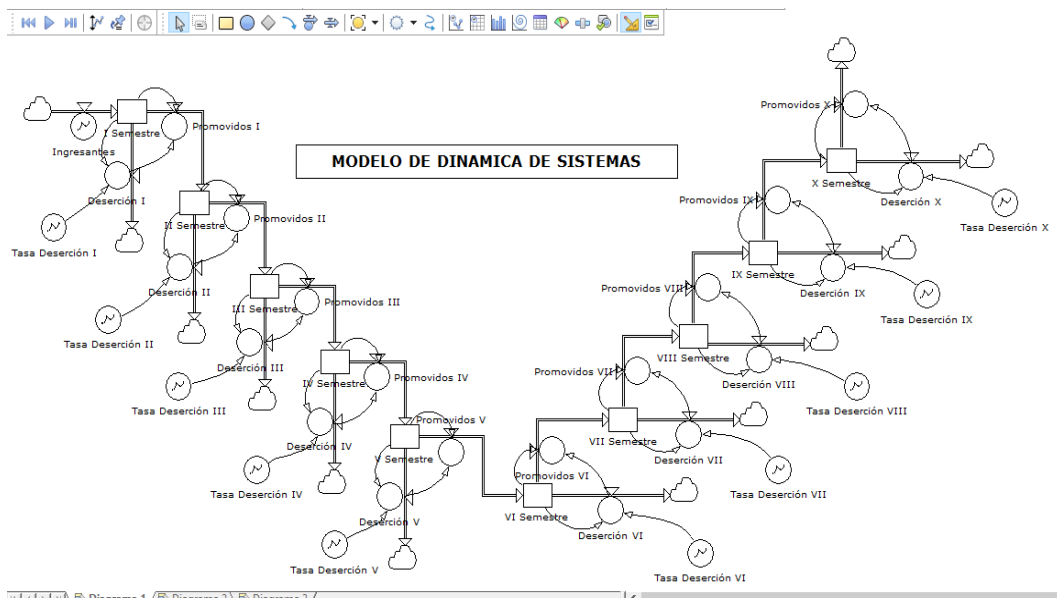 MODELO DE DINAMICA DE SISTEMAS
I Semestre
Promovidos I
Ingresantes
Deserción I
Tasa Deserción I
II Semestre
Promovidos II
Deserción II
Tasa Deserción II
III Semestre
Promovidos III
Deserción III
Tasa Deserción III
IV Semestre
Promovidos IV
Deserción IV
Tasa Deserción IV
V Semestre
Promovidos V
Deserción V
Tasa Deserción V
VI Semestre
Promovidos VI
Deserción VI
Tasa Deserción VI
VII Semestre
Promovidos VII
Deserción VII
Tasa Deserción VII
VIII Semestre
Promovidos VIII
Deserción VIII
Tasa Deserción VIII
IX Semestre
Promovidos IX
Deserción IX
Tasa Deserción IX
X Semestre
Promovidos X
Deserción X
Tasa Deserción X
Diagrama 1 Diagrama 2 Diagrama 3